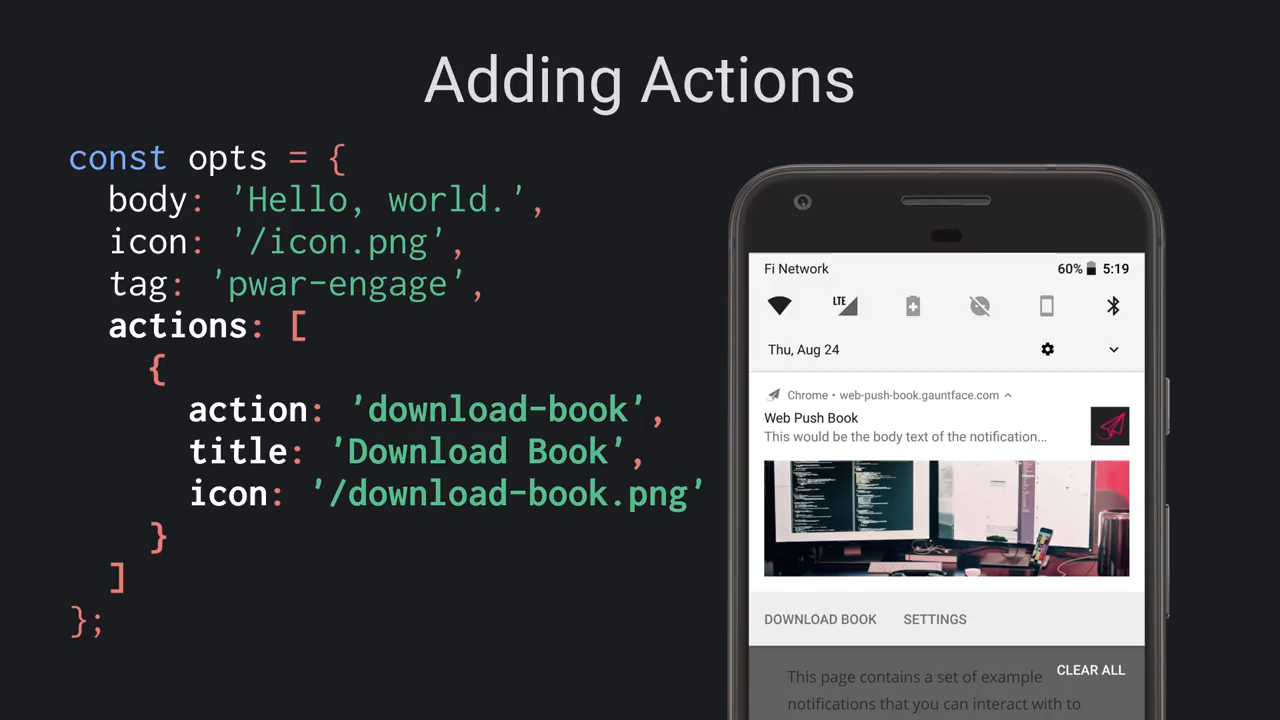 Adding Actions
const opts = {
body: 'Hello, world.',
icon: '/icon.png',
tag: 'pwar-engage',
actions: [
{
action: 'download-book',
title: 'Download Book',
icon: '/download-book.png'
}
]
};
Fi Network 60% 5:19
LTE
Thu, Aug 24
Chrome • web-push-book.gauntface.com
Web Push Book
This would be the body text of the notification...
DOWNLOAD BOOK SETTINGS
CLEAR ALL
This page contains a set of example
notifications that you can interact with to